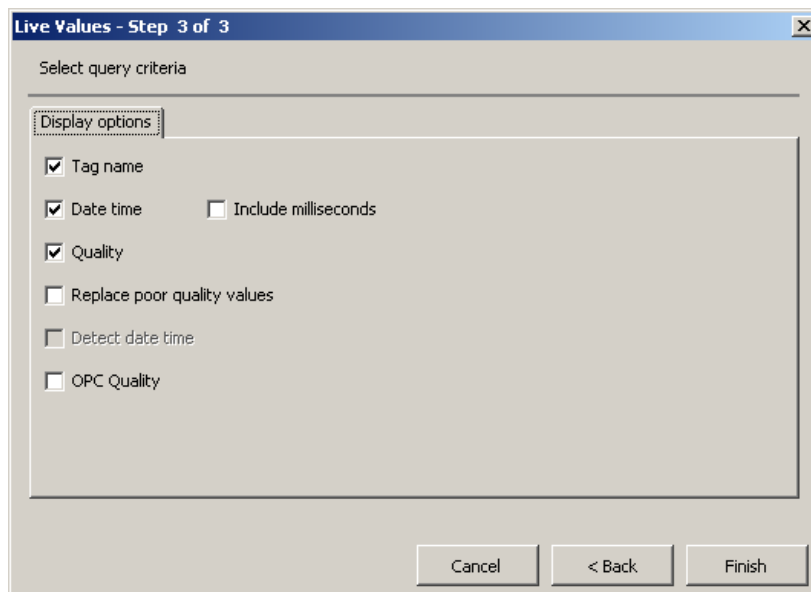 Live Values - Step 3 of 3
Select query criteria
Display options
Tag name
Date time Include milliseconds
Quality
Replace poor quality values
Detect date time
OPC Quality
Cancel < Back Finish